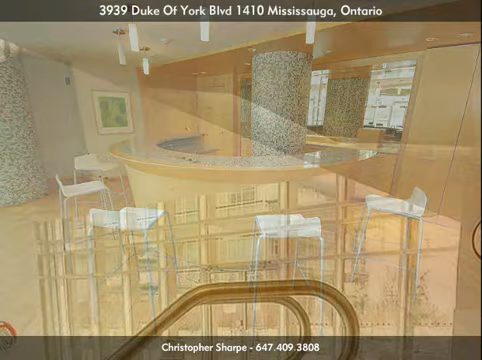 3939 Duke Of York Blvd 1410 Mississauga, Ontario
Christopher Sharpe - 647.409.3808